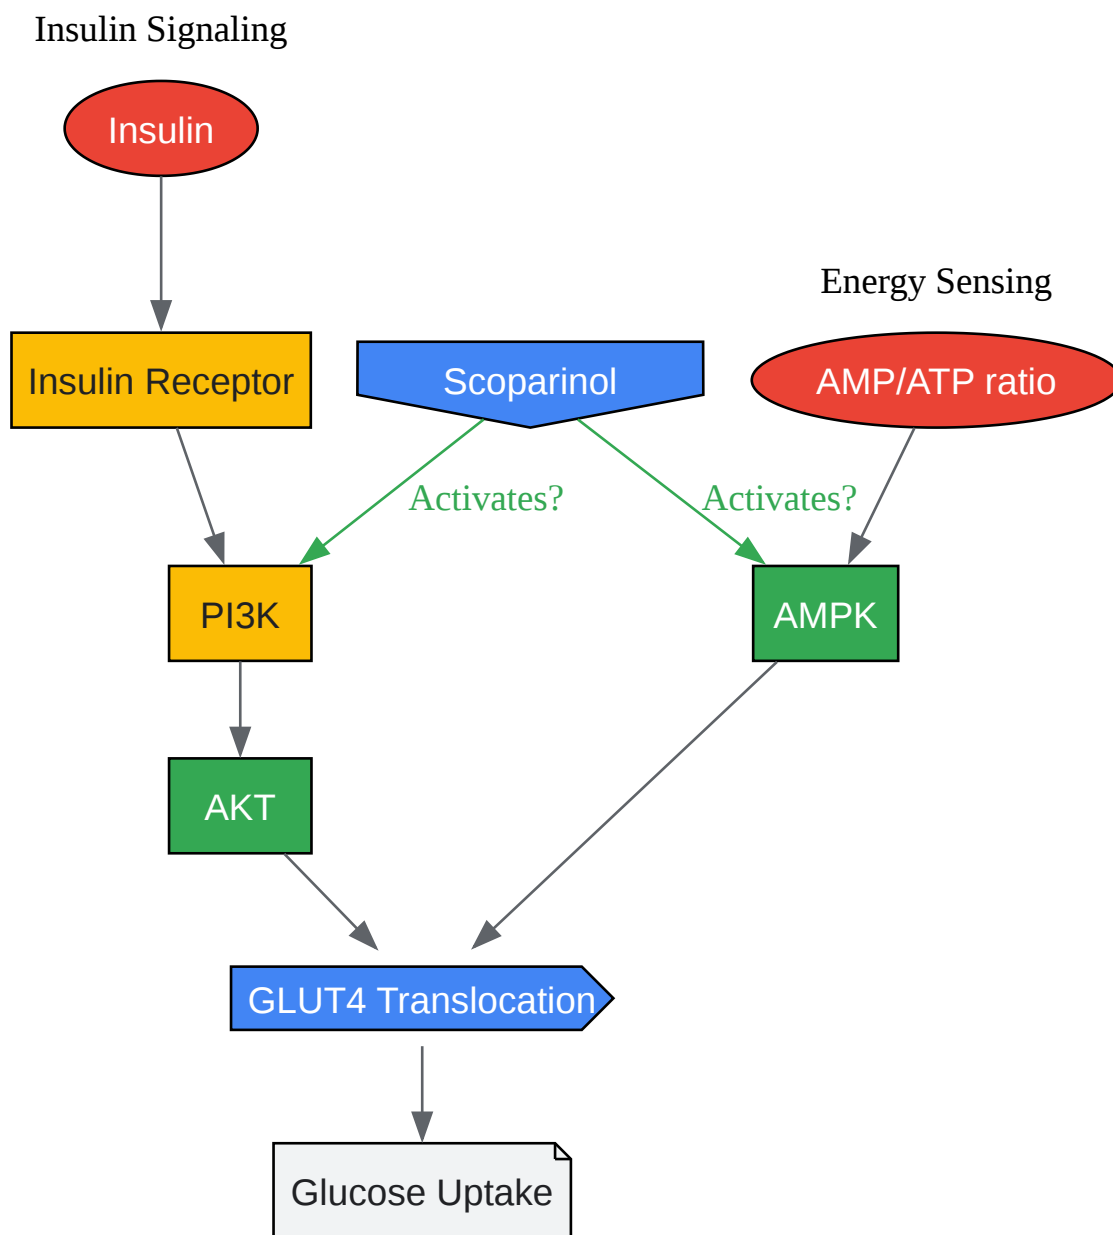 Insulin Signaling
Insulin
Energy Sensing
Insulin Receptor
Scoparinol
AMP/ATP ratio
Activates?
Activates?
PI3K
AMPK
AKT
GLUT4 Translocation
Glucose Uptake